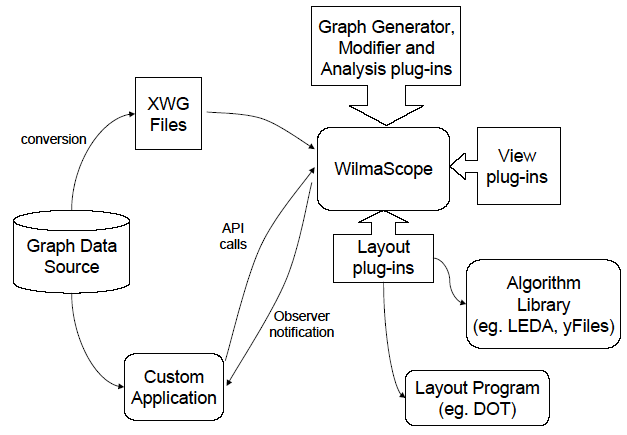 Graph Generator,
Modifier and
Analysis plug-ins
XWG
Files
conversion
WilmaScope
View
plug-ins
API
calls
Graph Data
Source
Layout
plug-ins
Algorithm
Library
(eg. LEDA, yFiles)
Observer
notification
Custom
Application
Layout Program
(eg. DOT)